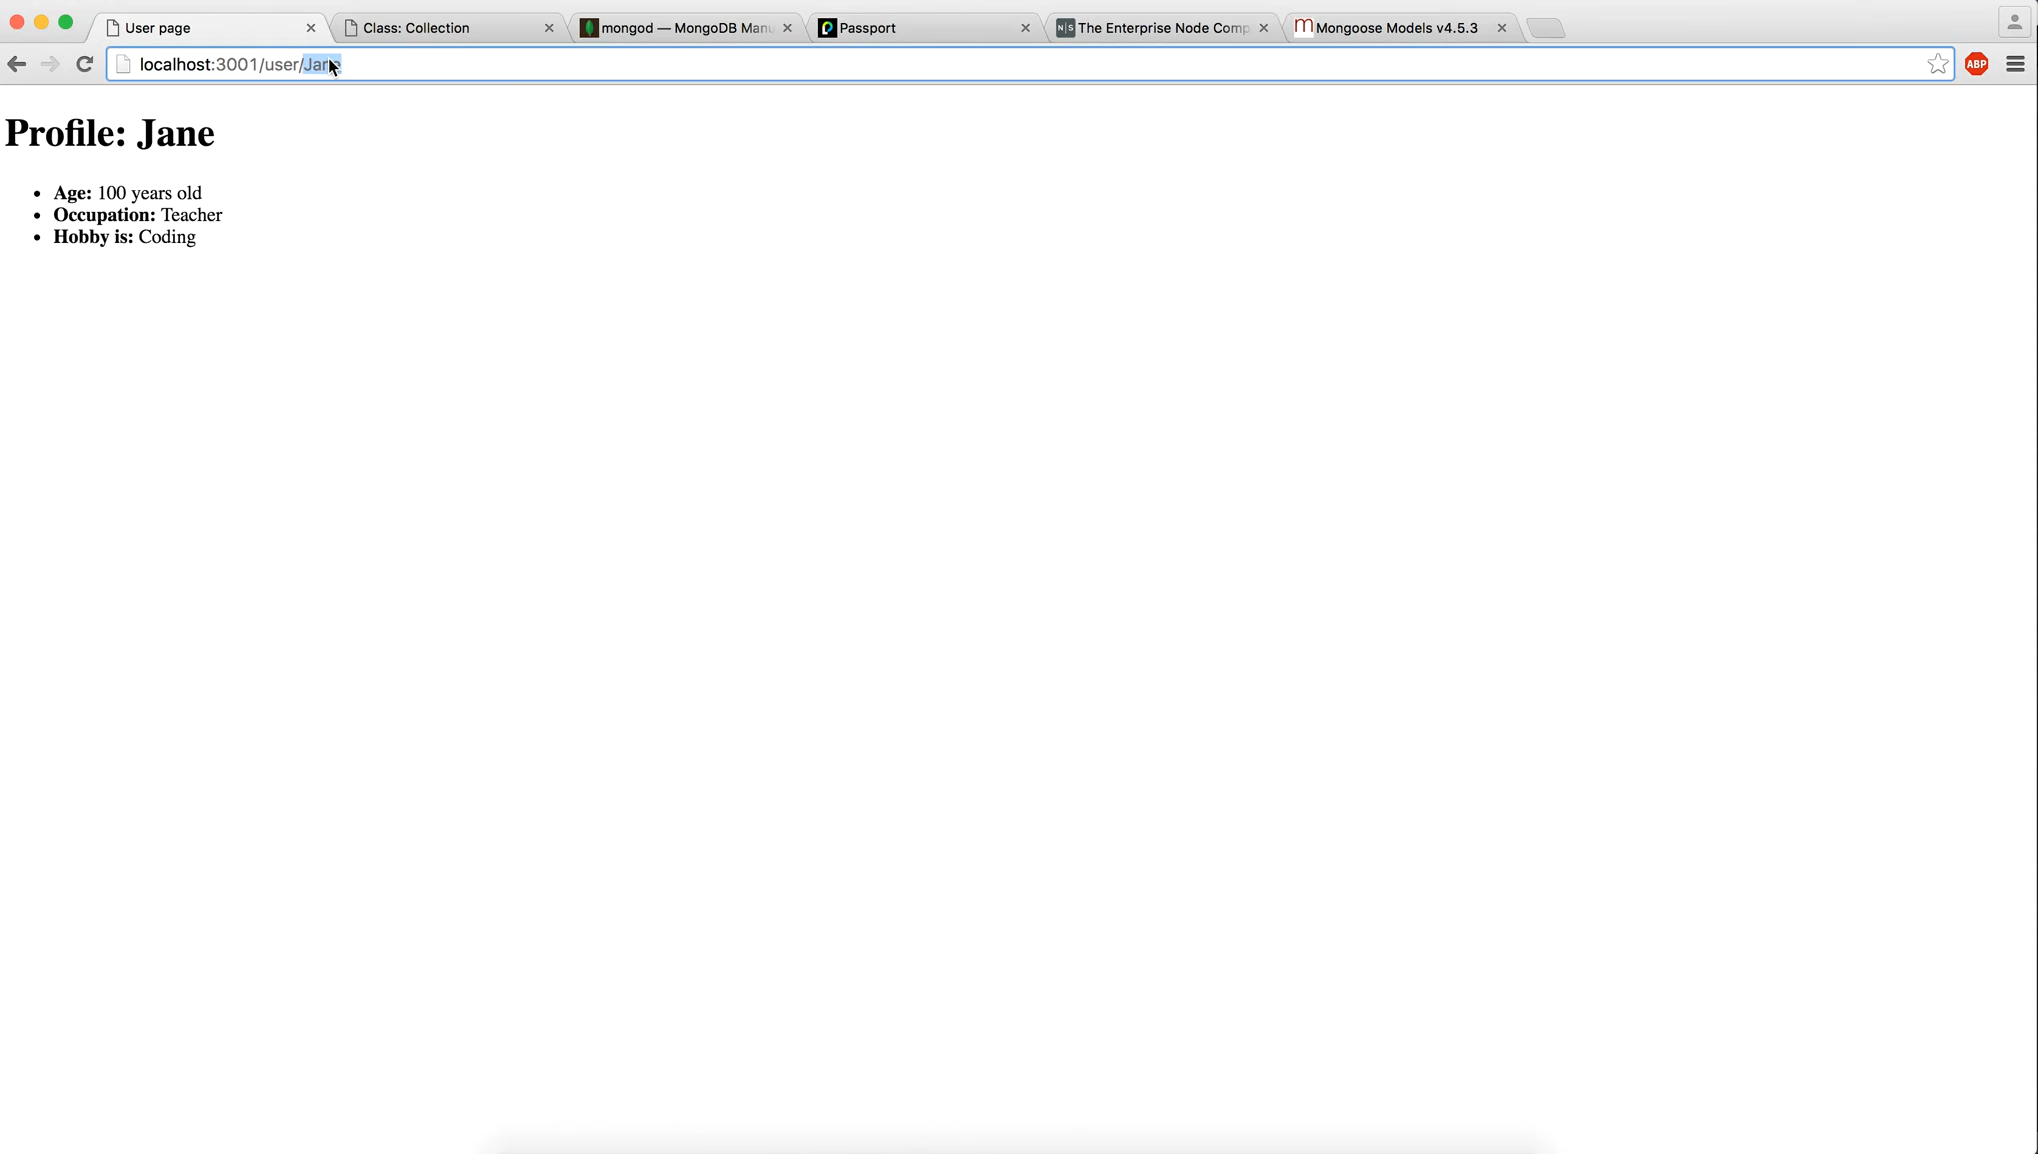 User page
Class: Collection
mongod — MongoDB Manu
Passport
N|S The Enterprise Node Comp
m Mongoose Models v4.5.3
localhost:3001/user/Jane
ABP
Profile: Jane
• Age: 100 years old
• Occupation: Teacher
• Hobby is: Coding